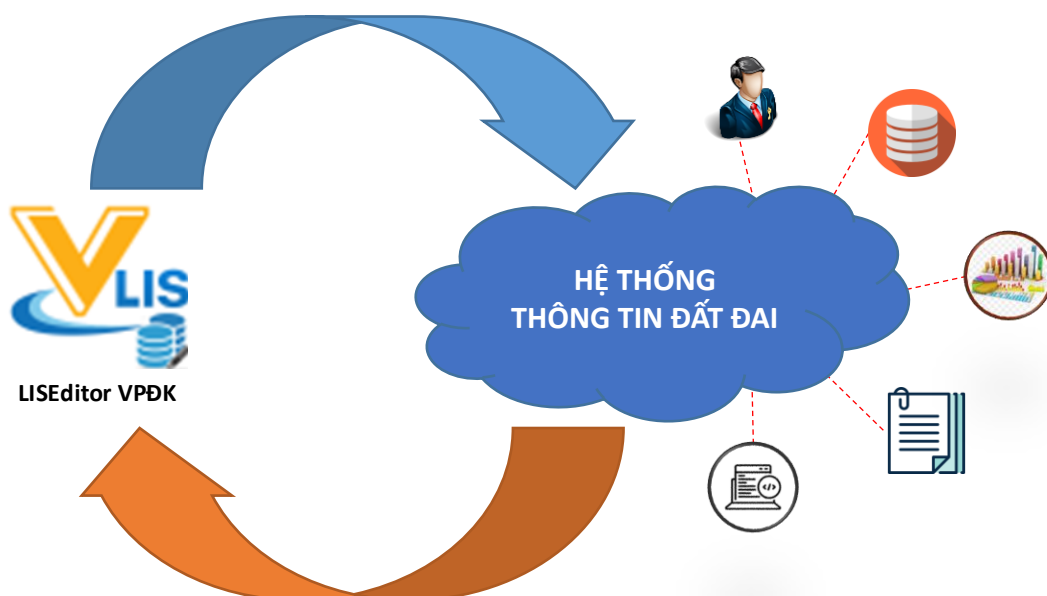 VLIS
LISEditor VPĐK
HỆ THỐNG
THÔNG TIN ĐẤT ĐAI